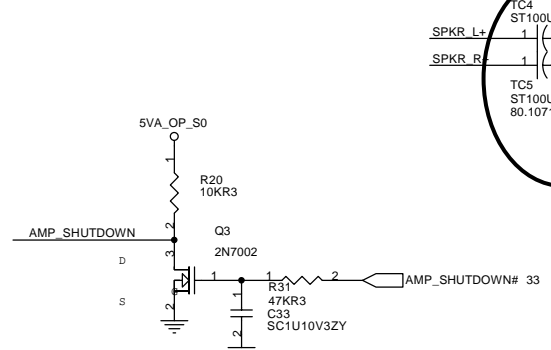 TC4
ST100U
SPKR_L+ 1
SPKR_R 1
TC5
ST100U
80.1071
5VA_OP_S0
1
R20
10KR3
2
AMP_SHUTDOWN
Q3
2N7002
D 3
1
1 2
AMP_SHUTDOWN# 33
R31
47KR3
S 2 G
1
C33
SC1U10V3ZY
2